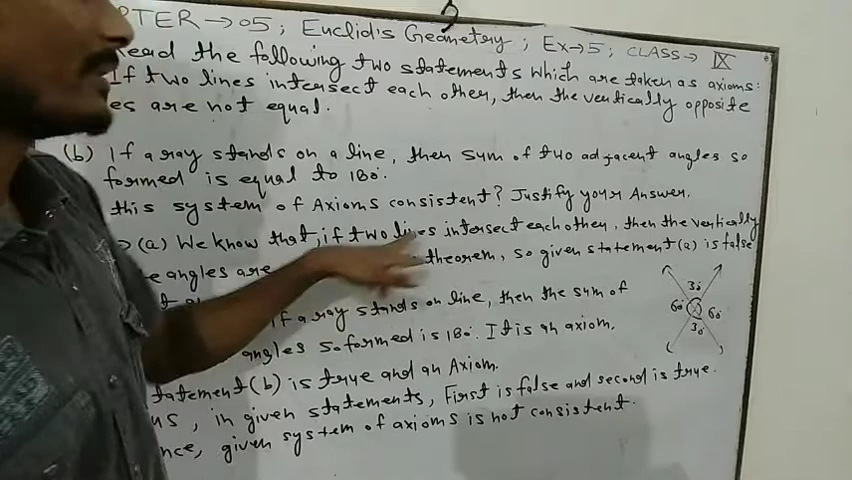 PTER → 05 ; Euclid's Geometry ; Ex → 5 ; CLASS → IX
Read the following two statements which are taken as axioms:
If two lines intersect each other, then the vertically opposite
es are not equal.
(b) If a ray stands on a line, then sum of two adjacent angles so
formed is equal to 180°
this system of Axioms consistent? Justify your Answer.
(a) We know that, if two lines intersect each other, then the vertically
e angles are theorem, so given statement (a) is false
if a ray stands on line, then the sum of
angles so formed is 180°. It is an axiom.
tatement (b) is true and an Axiom.
us, in given statements, First is false and second is true.
nce, given system of axioms is not consistent.
30
60 60
30